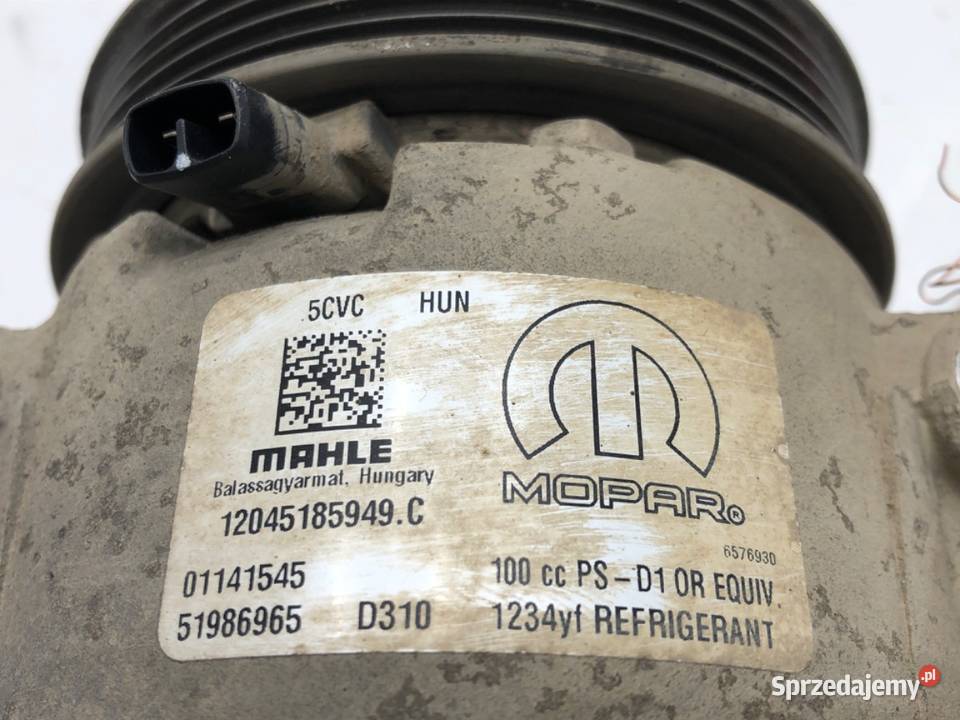 5CVC HUN
MAHLE
Balassagyarmat, Hungary
12045185949.C
MOPAR®
6576930
01141545
100 cc PS-D1 OR EQUIV.
51986965 D310
1234yf REFRIGERANT
Sprzedajemy.pl